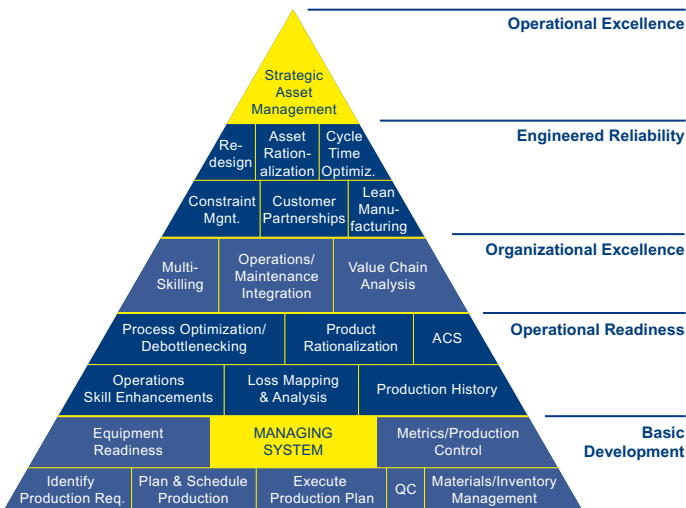 Operational Excellence
Strategic
Asset
Management
Engineered Reliability
Re-
design
Asset
Ration-
alization
Cycle
Time
Optimiz.
Constraint
Mgnt.
Customer
Partnerships
Lean
Manu-
facturing
Organizational Excellence
Multi-
Skilling
Operations/
Maintenance
Integration
Value Chain
Analysis
Operational Readiness
Process Optimization/
Debottlenecking
Product
Rationalization
ACS
Operations
Skill Enhancements
Loss Mapping
& Analysis
Production History
Basic
Development
Equipment
Readiness
MANAGING
SYSTEM
Metrics/Production
Control
Identify
Production Req.
Plan & Schedule
Production
Execute
Production Plan
QC
Materials/Inventory
Management